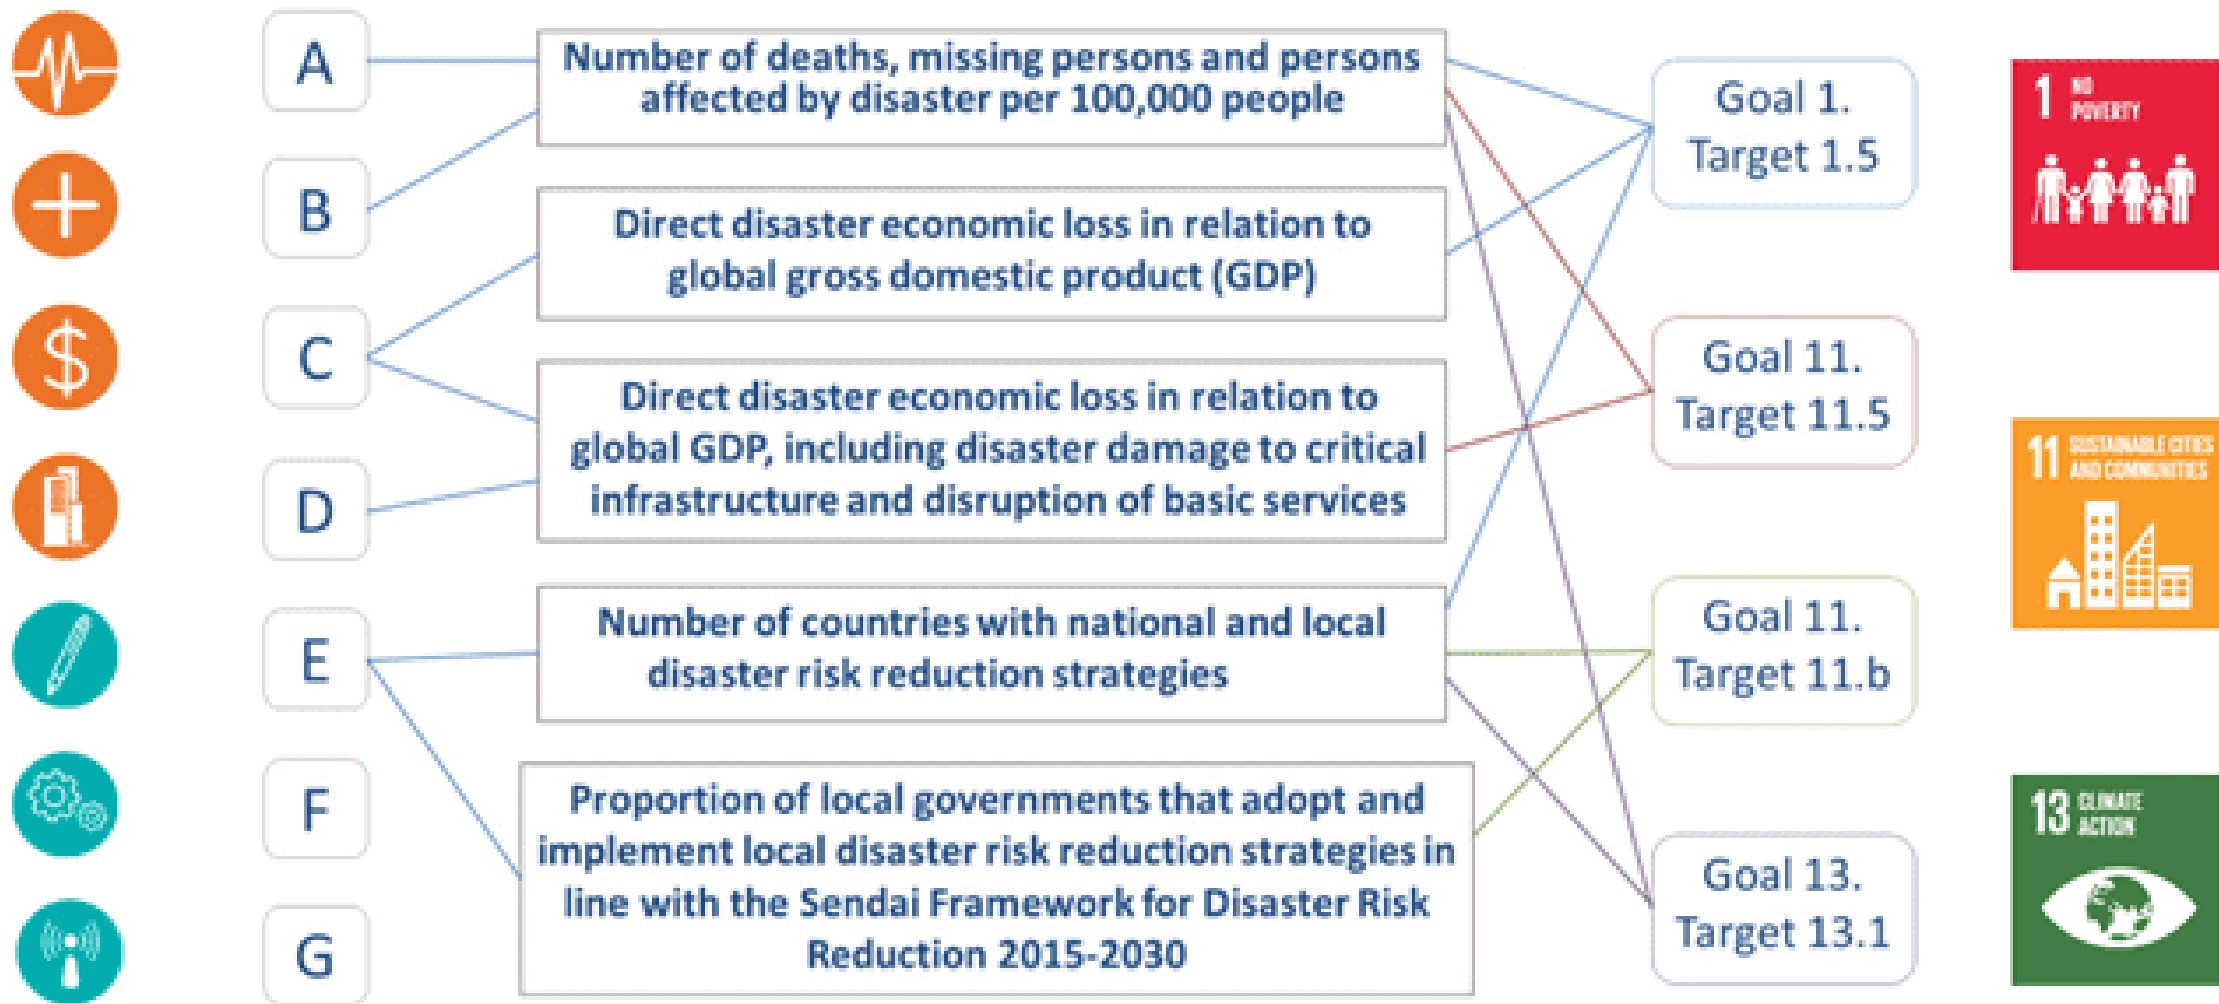 A
B
C
D
E
F
G
Number of deaths, missing persons and persons
affected by disaster per 100,000 people
Direct disaster economic loss in relation to
global gross domestic product (GDP)
Direct disaster economic loss in relation to
global GDP, including disaster damage to critical
infrastructure and disruption of basic services
Number of countries with national and local
disaster risk reduction strategies
Proportion of local governments that adopt and
implement local disaster risk reduction strategies in
line with the Sendai Framework for Disaster Risk
Reduction 2015-2030
Goal 1.
Target 1.5
Goal 11.
Target 11.5
Goal 11.
Target 11.b
Goal 13.
Target 13.1
1 NO
POVERTY
11 SUSTAINABLE CITIES
AND COMMUNITIES
13 CLIMATE
ACTION